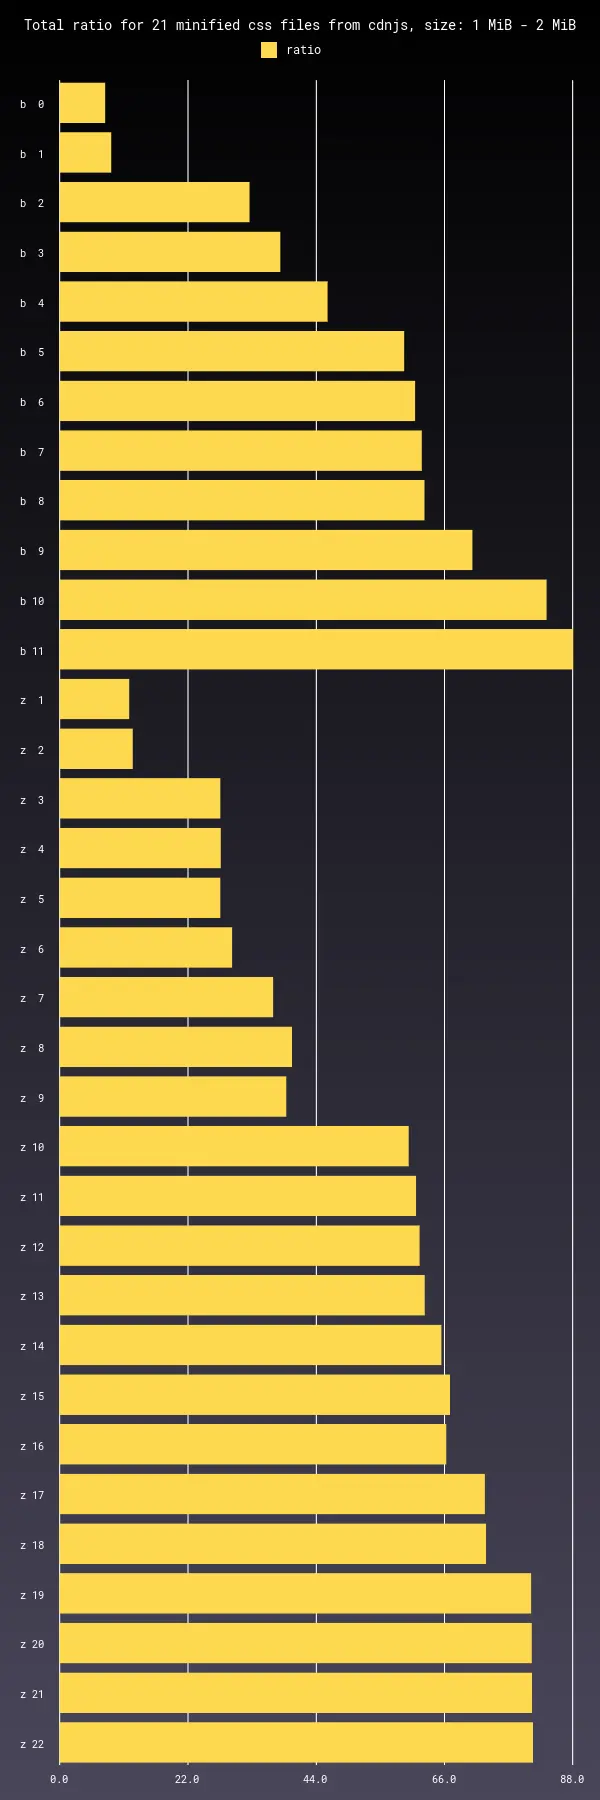 Total ratio for 21 minified css files from cdnjs, size: 1 MiB - 2 MiB
ratio
b 0
b 1
b 2
b 3
b 4
b 5
b 6
b 7
b 8
b 9
b 10
b 11
z 1
z 2
z 3
z 4
z 5
z 6
z 7
z 8
z 9
z 10
z 11
z 12
z 13
z 14
z 15
z 16
z 17
z 18
z 19
z 20
z 21
z 22
0.0 22.0 44.0 66.0 88.0